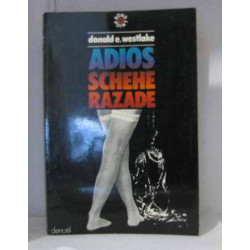 donald e. westlake
ADIOS
SCHEHE
RAZADE
denoël